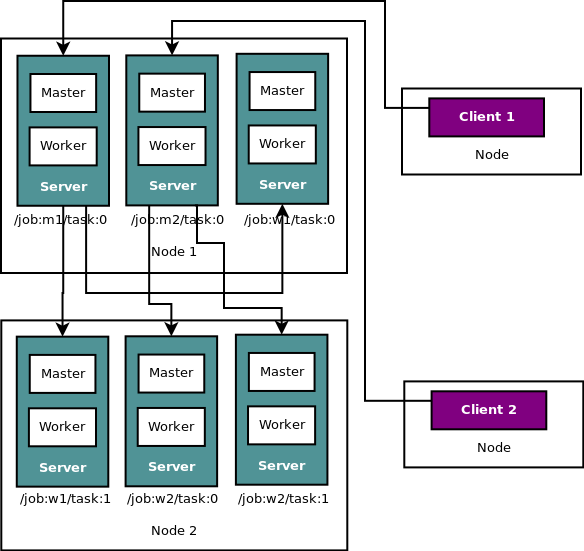 Master
Master
Master
Worker
Worker
Worker
Server
Server
Server
/job:m1/task:0
/job:m2/task:0
/job:w1/task:0
Node 1
Client 1
Node
Master
Master
Master
Worker
Worker
Worker
Server
Server
Server
/job:w1/task:1
/job:w2/task:0
/job:w2/task:1
Node 2
Client 2
Node